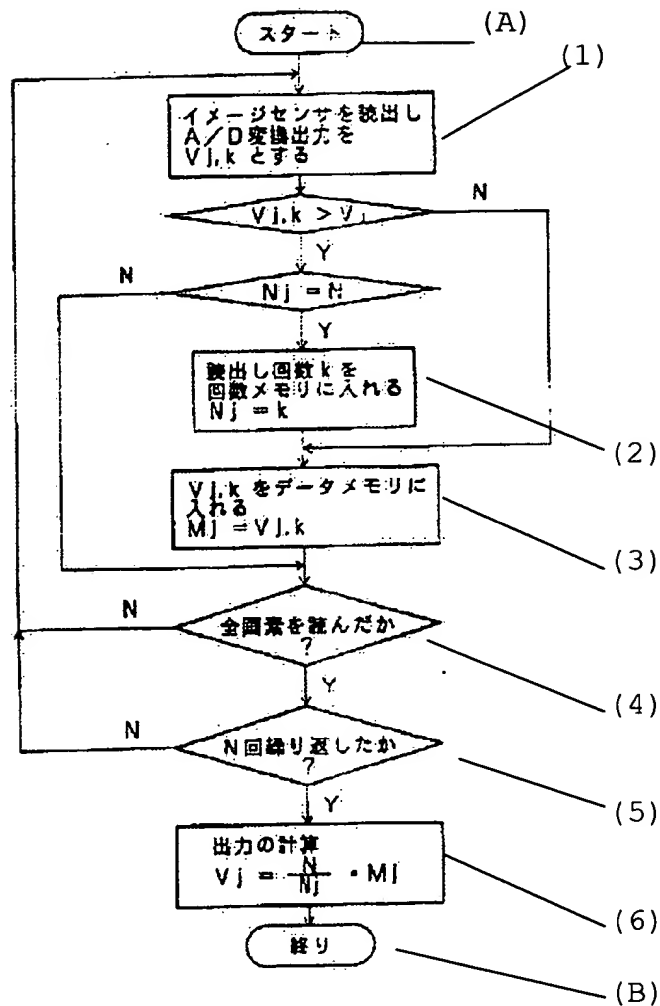 スタート
(A)
(1)
イメージセンサを読出し
A/D変換出力を
Vj,k とする
Vj,k > V
N
Y
N
Nj = N
Y
読出し回数kを
回数メモリに入れる
Nj = k
(2)
Vj,k をデータメモリに
入れる
Mj = Vj,k
(3)
N
全画素を読んだか
?
(4)
Y
N
N回繰り返したか
?
(5)
Y
出力の計算
Vj = N/Nj ・Mj
(6)
終り
(B)